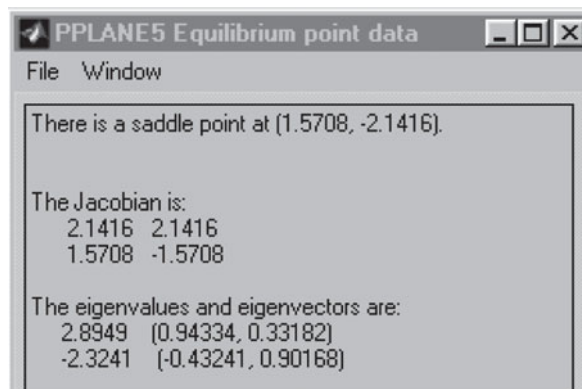 PPLANE5 Equilibrium point data
File Window
There is a saddle point at (1.5708, -2.1416).
The Jacobian is:
2.1416 2.1416
1.5708 -1.5708
The eigenvalues and eigenvectors are:
2.8949 (0.94334, 0.33182)
-2.3241 (-0.43241, 0.90168)